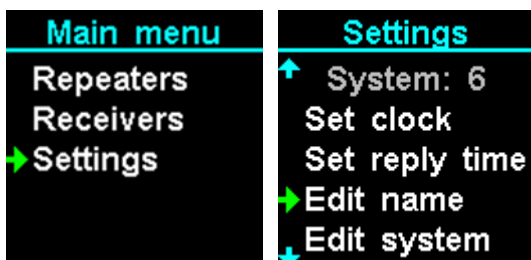 Main menu
Repeaters
Receivers
Settings
Settings
System: 6
Set clock
Set reply time
Edit name
Edit system